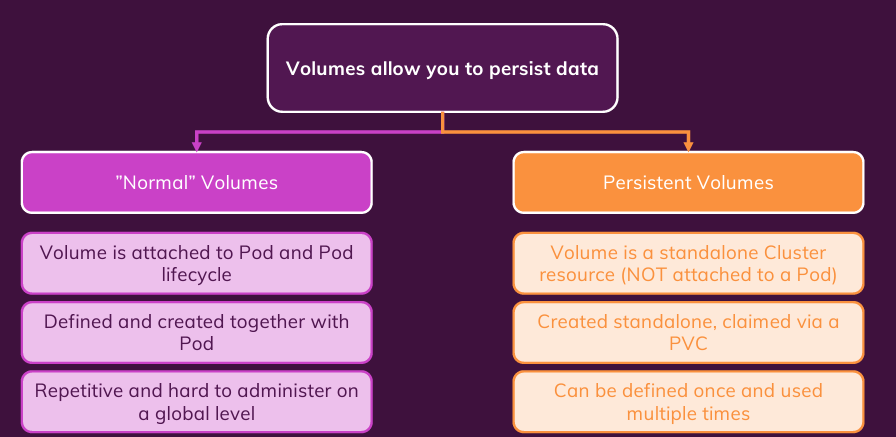 Volumes allow you to persist data
”Normal” Volumes
Persistent Volumes
Volume is attached to Pod and Pod
lifecycle
Volume is a standalone Cluster
resource (NOT attached to a Pod)
Defined and created together with
Pod
Created standalone, claimed via a
PVC
Repetitive and hard to administer on
a global level
Can be defined once and used
multiple times